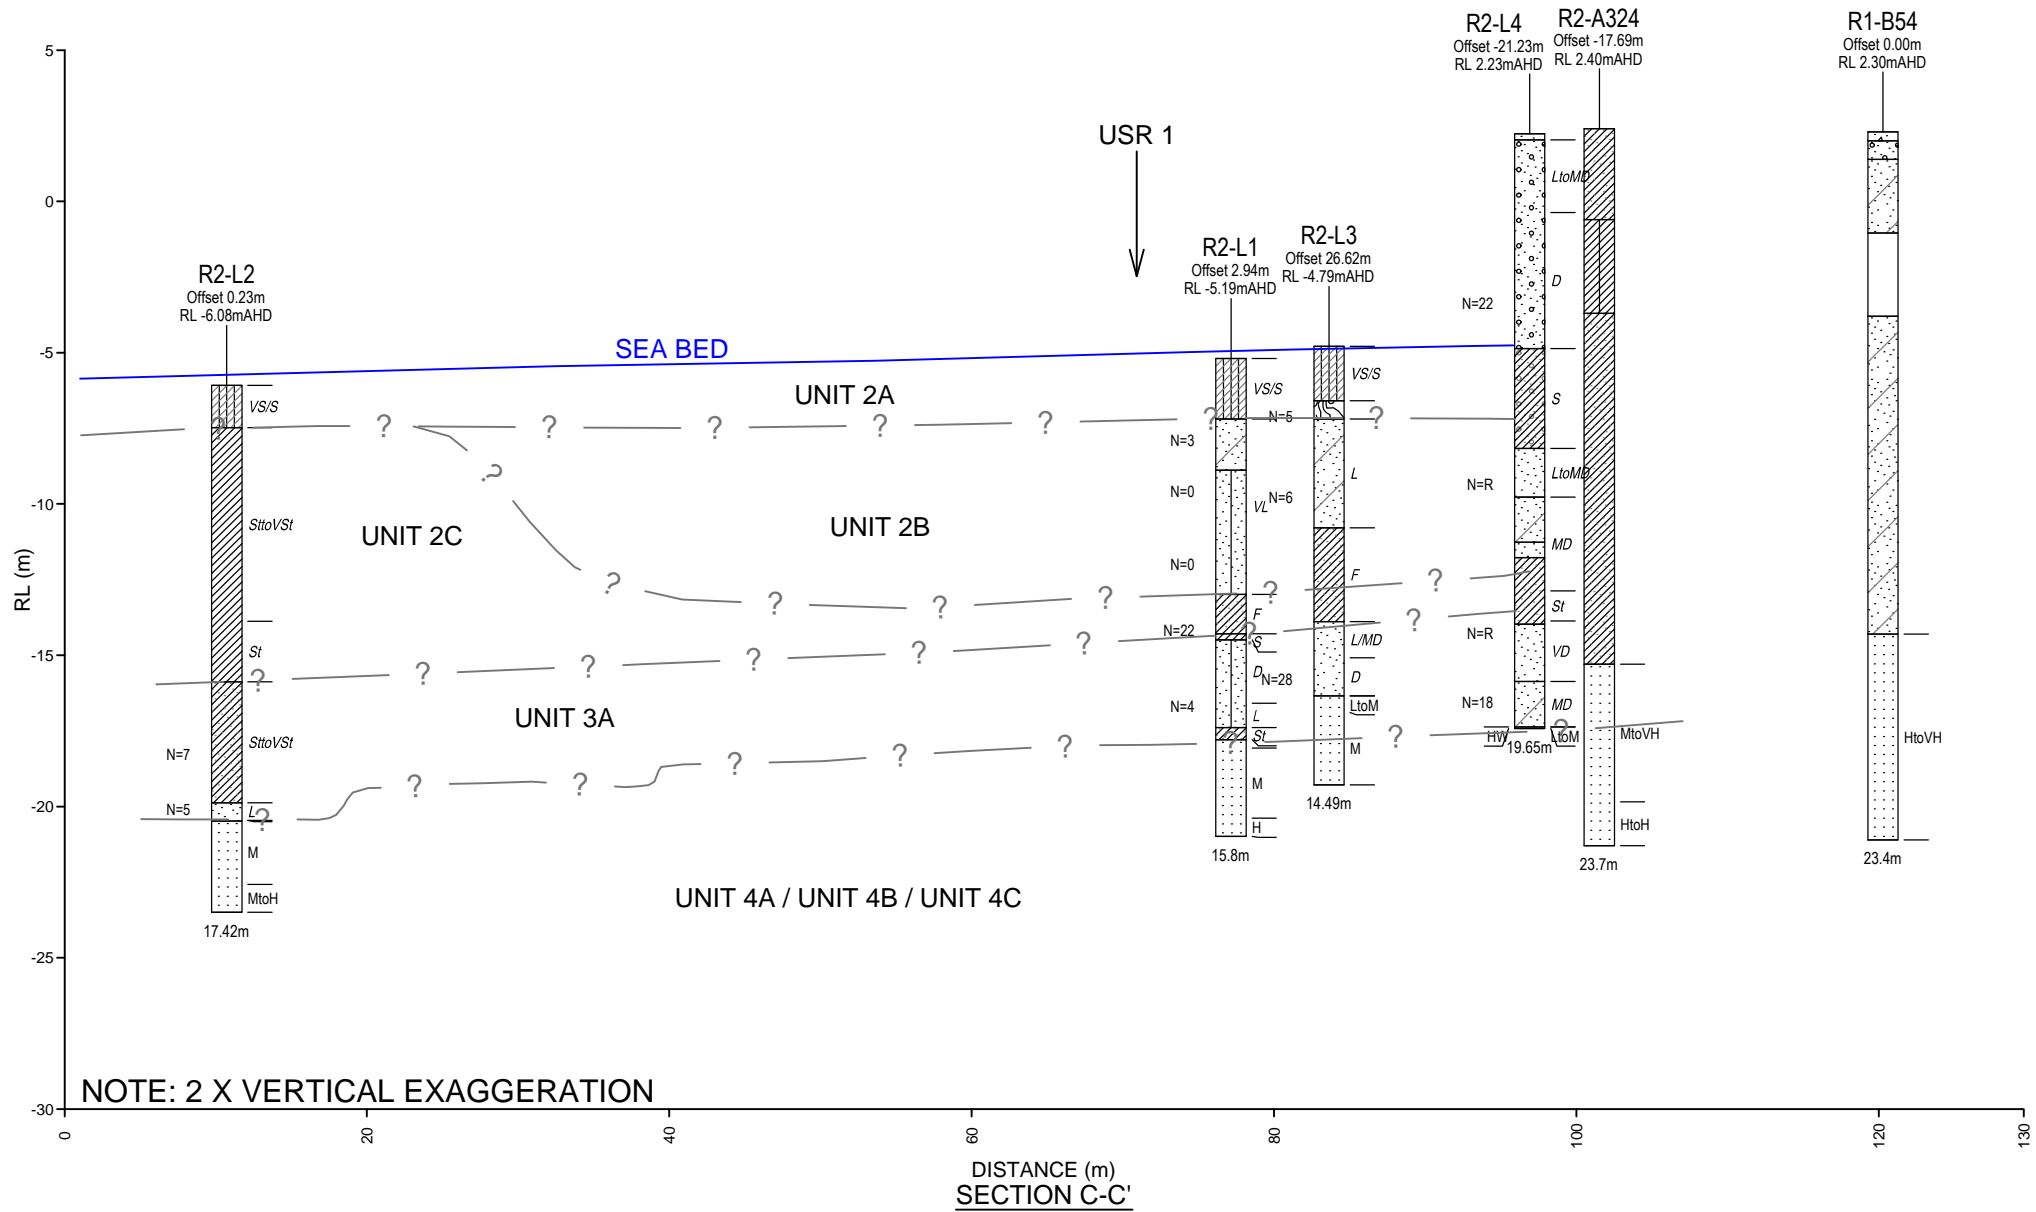 R2-L4
Offset -21.23m
RL 2.23mAHD
R2-A324
Offset -17.69m
RL 2.40mAHD
R1-B54
Offset 0.00m
RL 2.30mAHD
USR 1
R2-L1
Offset 2.94m
RL -5.19mAHD
R2-L3
Offset 26.62m
RL -4.79mAHD
R2-L2
Offset 0.23m
RL -6.08mAHD
SEA BED
UNIT 2A
UNIT 2C
UNIT 2B
UNIT 3A
UNIT 4A / UNIT 4B / UNIT 4C
VS/S
SttoVSt
St
SttoVSt
N=7
N=5
L
M
MtoH
17.42m
VS/S
N=3
N=0
VL
N=0
F
N=22
S
D
N=4
L
St
M
H
15.8m
VS/S
N=5
L
N=6
F
L/MD
D
N=28
LtoM
M
14.49m
LtoMD
D
N=22
S
LtoMD
N=R
MD
St
N=R
VD
N=18
MD
HW
LtoM
19.65m
MtoVH
HtoH
23.7m
HtoVH
23.4m
? ? ? ? ? ? ? ?
? ? ? ? ? ? ?
? ? ? ? ? ? ? ?
? ? ? ? ? ? ? ? ?
RL (m)
5
0
-5
-10
-15
-20
-25
-30
NOTE: 2 X VERTICAL EXAGGERATION
0
20
40
60
80
100
120
130
DISTANCE (m)
SECTION C-C'